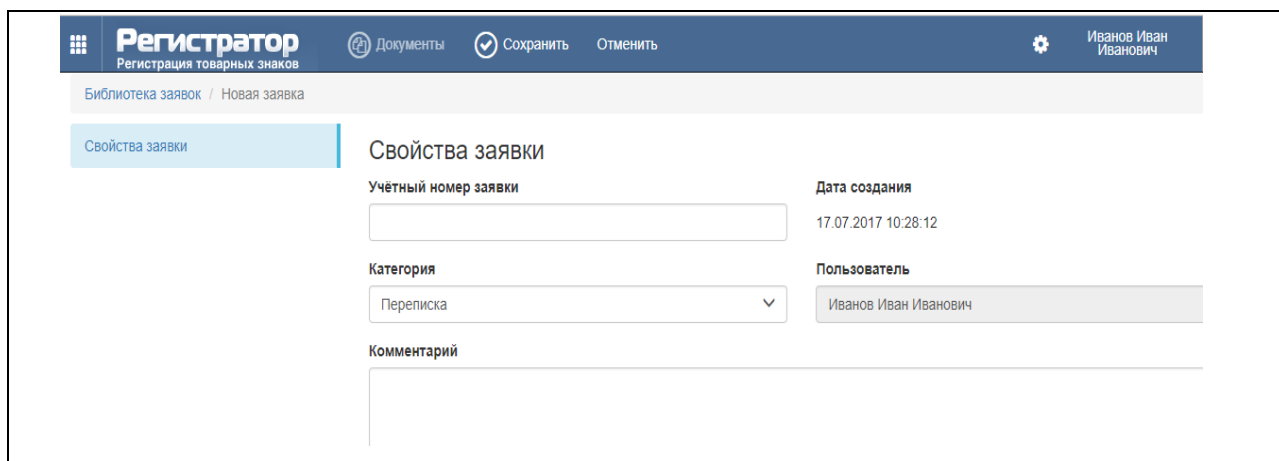 Регистратор
Регистрация товарных знаков
Документы
Сохранить
Отменить
Иванов Иван
Иванович
Библиотека заявок / Новая заявка
Свойства заявки
Свойства заявки
Учётный номер заявки
Дата создания
17.07.2017 10:28:12
Категория
Пользователь
Переписка
Иванов Иван Иванович
Комментарий